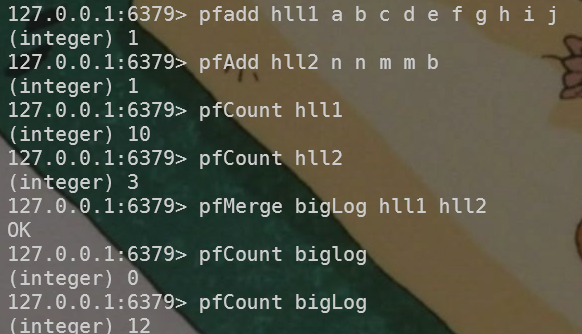 127.0.0.1:6379> pfadd hll1 a b c d e f g h i j
(integer) 1
127.0.0.1:6379> pfAdd hll2 n n m m b
(integer) 1
127.0.0.1:6379> pfCount hll1
(integer) 10
127.0.0.1:6379> pfCount hll2
(integer) 3
127.0.0.1:6379> pfMerge bigLog hll1 hll2
OK
127.0.0.1:6379> pfCount biglog
(integer) 0
127.0.0.1:6379> pfCount bigLog
(integer) 12